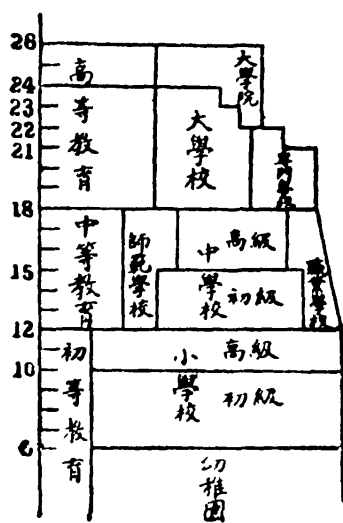 26
24
23
22
21
18
15
12
10
6
高等教育
中等教育
初等教育
大學院
大學校
專門學校
師範學校
中學校
高級
初級
職業學校
小學校
高級
初級
幼稚園